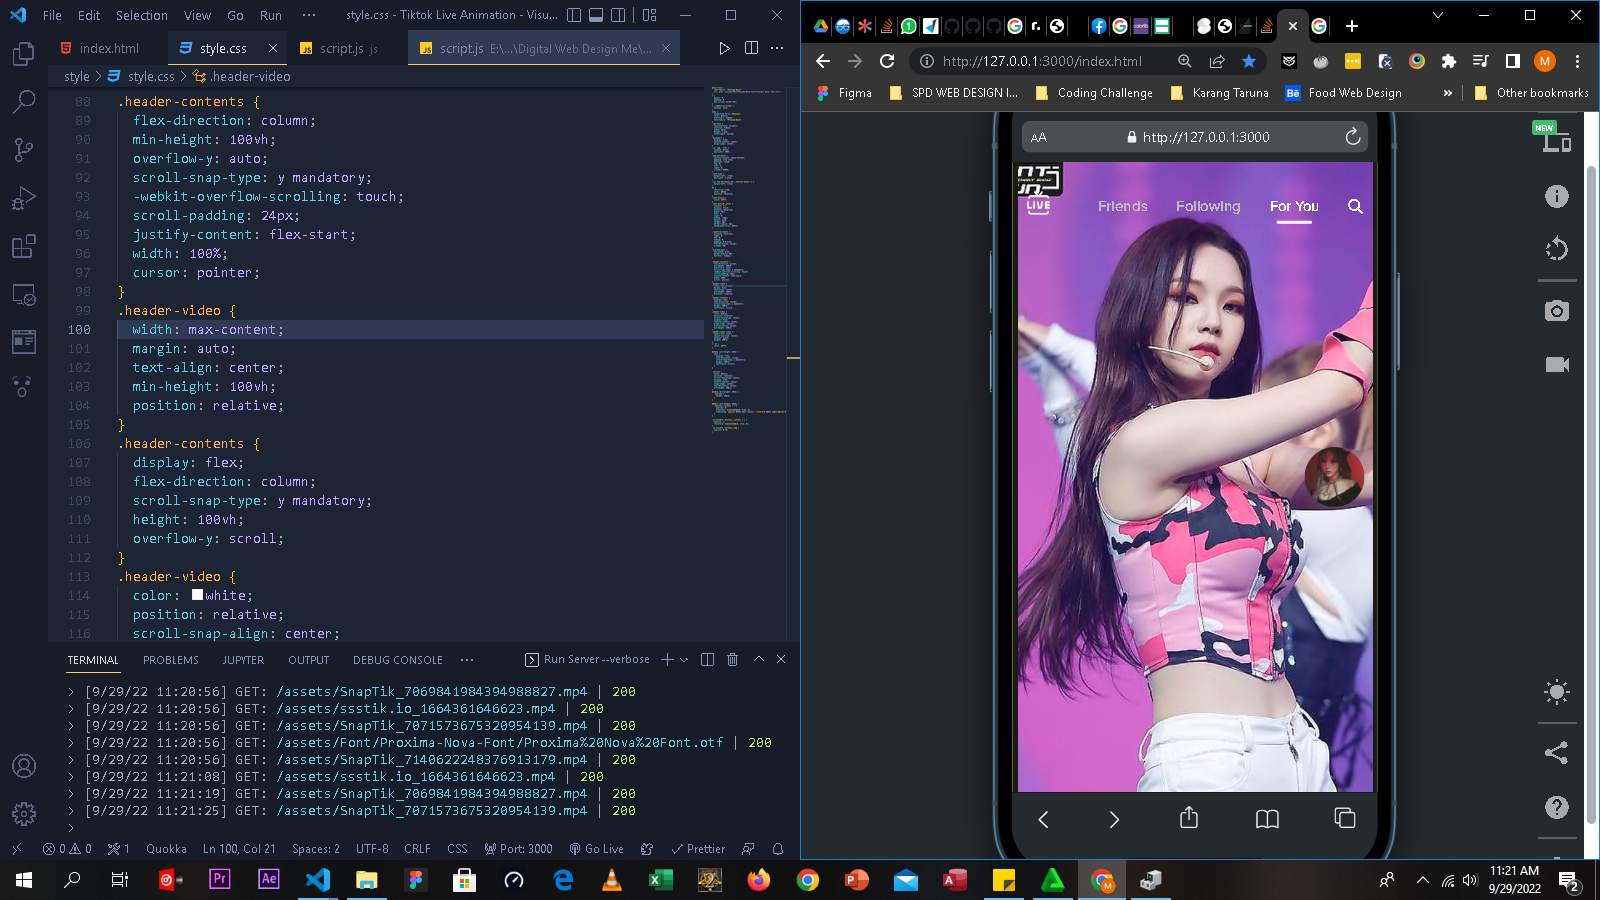 File Edit Selection View Go Run ··· style.css - Tiktok Live Animation - Visu...
index.html style.css script.js js script.js E:\...\Digital Web Design Me\...
style > style.css > .header-video
88 .header-contents {
89 flex-direction: column;
90 min-height: 100vh;
91 overflow-y: auto;
92 scroll-snap-type: y mandatory;
93 -webkit-overflow-scrolling: touch;
94 scroll-padding: 24px;
95 justify-content: flex-start;
96 width: 100%;
97 cursor: pointer;
98 }
99 .header-video {
100 width: max-content;
101 margin: auto;
102 text-align: center;
103 min-height: 100vh;
104 position: relative;
105 }
106 .header-contents {
107 display: flex;
108 flex-direction: column;
109 scroll-snap-type: y mandatory;
110 height: 100vh;
111 overflow-y: scroll;
112 }
113 .header-video {
114 color: white;
115 position: relative;
116 scroll-snap-align: center;
TERMINAL PROBLEMS JUPYTER OUTPUT DEBUG CONSOLE ··· Run Server --verbose
> [9/29/22 11:20:56] GET: /assets/SnapTik_7069841984394988827.mp4 | 200
> [9/29/22 11:20:56] GET: /assets/ssstik.io_1664361646623.mp4 | 200
> [9/29/22 11:20:56] GET: /assets/SnapTik_7071573675320954139.mp4 | 200
> [9/29/22 11:20:56] GET: /assets/Font/Proxima-Nova-Font/Proxima%20Nova%20Font.otf | 200
> [9/29/22 11:20:56] GET: /assets/SnapTik_7140622248376913179.mp4 | 200
> [9/29/22 11:21:08] GET: /assets/ssstik.io_1664361646623.mp4 | 200
> [9/29/22 11:21:19] GET: /assets/SnapTik_7069841984394988827.mp4 | 200
> [9/29/22 11:21:25] GET: /assets/SnapTik_7071573675320954139.mp4 | 200
>
0 0 1 Quokka Ln 100, Col 21 Spaces: 2 UTF-8 CRLF CSS Port: 3000 Go Live Prettier
http://127.0.0.1:3000/index.html M
Figma SPD WEB DESIGN I... Coding Challenge Karang Taruna Bē Food Web Design » Other bookmarks
AA http://127.0.0.1:3000
NEW
LIVE Friends Following For You
Pr Ae
11:21 AM
9/29/2022
2